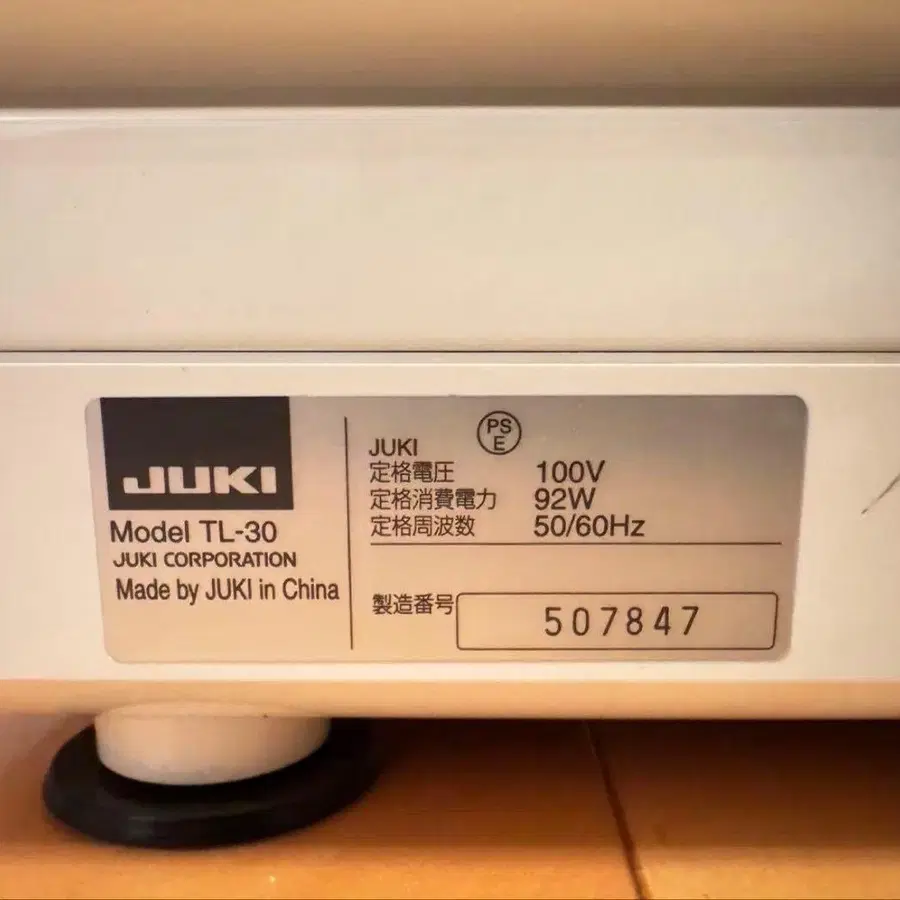 JUKI
Model TL-30
JUKI CORPORATION
Made by JUKI in China
PS
E
JUKI
定格電圧 100V
定格消費電力 92W
定格周波数 50/60Hz
製造番号 507847